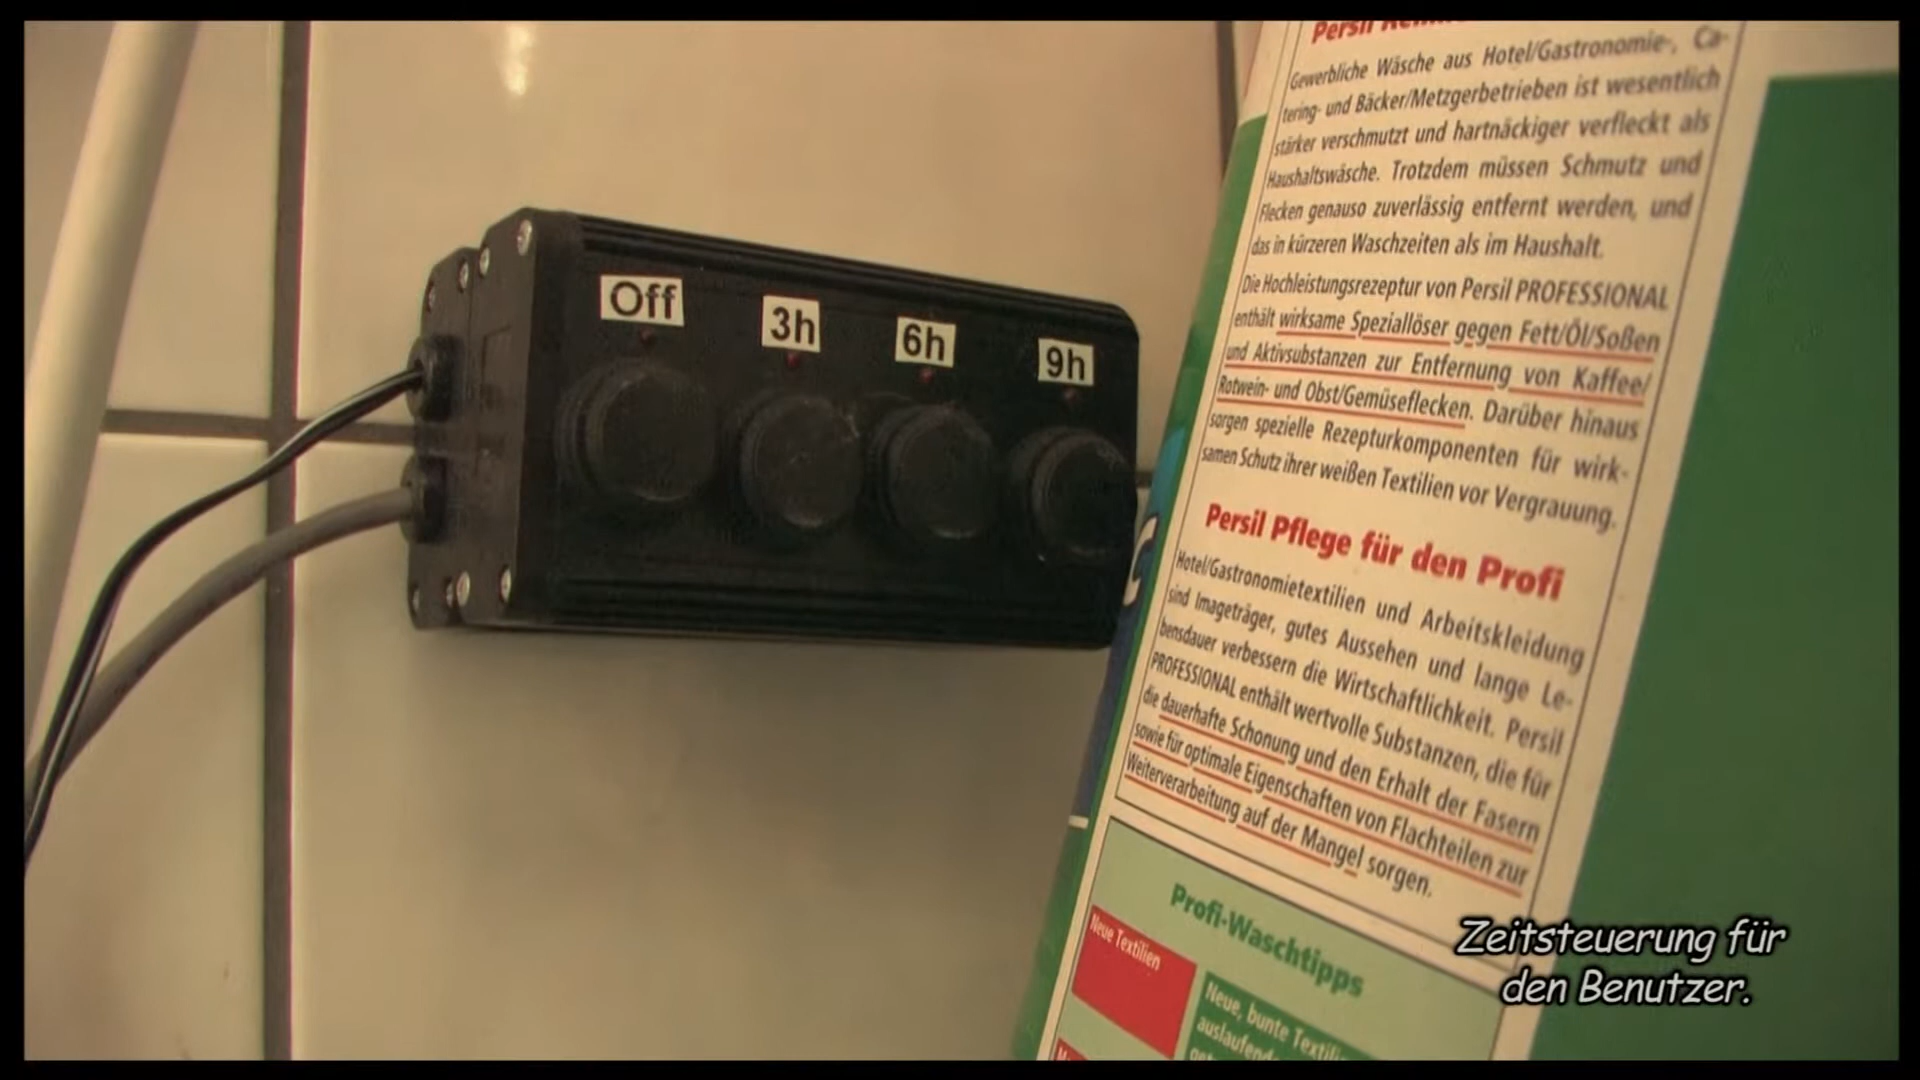 Off
3h
6h
9h
Gewerbliche Wäsche aus Hotel/Gastronomie-, Ca-
tering- und Bäcker/Metzgerbetrieben ist wesentlich
stärker verschmutzt und hartnäckiger verfleckt als
Haushaltswäsche. Trotzdem müssen Schmutz und
Flecken genauso zuverlässig entfernt werden, und
das in kürzeren Waschzeiten als im Haushalt.
Die Hochleistungsrezeptur von Persil PROFESSIONAL
enthält wirksame Speziallöser gegen Fett/Öl/Soßen
und Aktivsubstanzen zur Entfernung von Kaffee/
Rotwein- und Obst/Gemüseflecken. Darüber hinaus
sorgen spezielle Rezepturkomponenten für wirk-
samen Schutz ihrer weißen Textilien vor Vergrauung.
Persil Pflege für den Profi
Hotel/Gastronomietextilien und Arbeitskleidung
sind Imageträger, gutes Aussehen und lange Le-
bensdauer verbessern die Wirtschaftlichkeit. Persil
PROFESSIONAL enthält wertvolle Substanzen, die für
die dauerhafte Schonung und den Erhalt der Fasern
sowie für optimale Eigenschaften von Flachteilen zur
Weiterverarbeitung auf der Mangel sorgen.
Profi-Waschtipps
Neue Textilien
Neue, bunte
Zeitsteuerung für
den Benutzer.